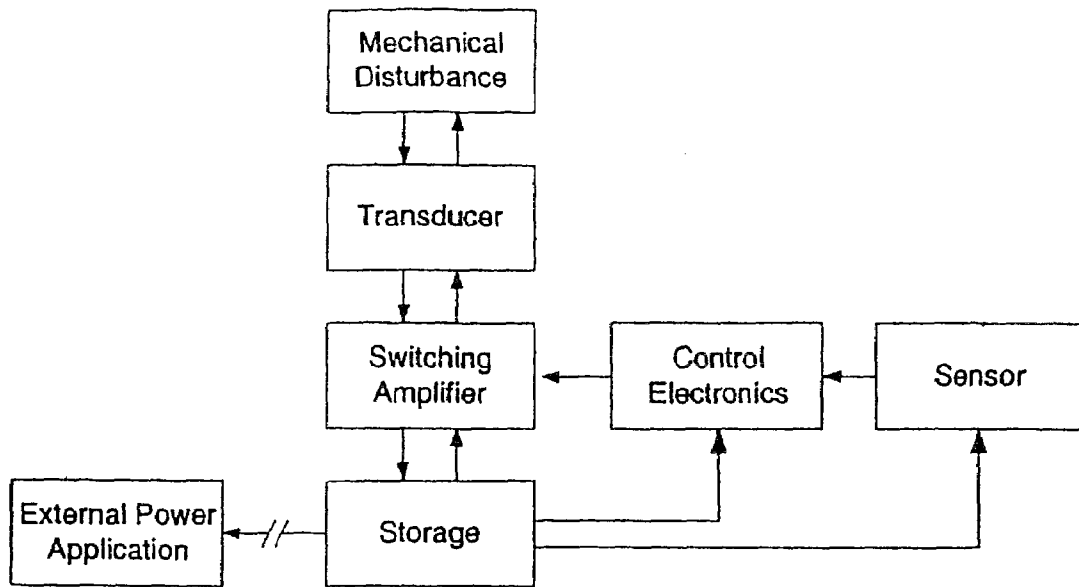 Mechanical
Disturbance
Transducer
Switching
Amplifier
Control
Electronics
Sensor
External Power
Application
Storage